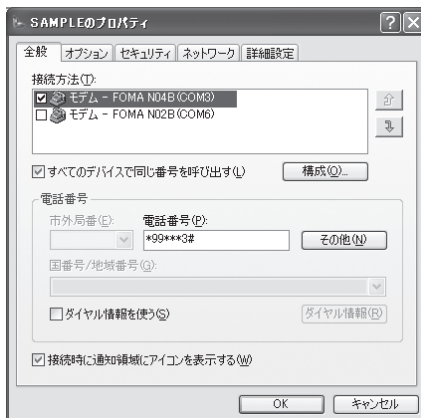 SAMPLEのプロパティ
全般 オプション セキュリティ ネットワーク 詳細設定
接続方法(T):
モデム - FOMA N04B(COM3)
モデム - FOMA N02B(COM6)
すべてのデバイスで同じ番号を呼び出す(L) 構成(O)...
電話番号
市外局番(E): 電話番号(P):
*99***3# その他(N)
国番号/地域番号(G):
ダイヤル情報を使う(S) ダイヤル情報(R)
接続時に通知領域にアイコンを表示する(W)
OK キャンセル